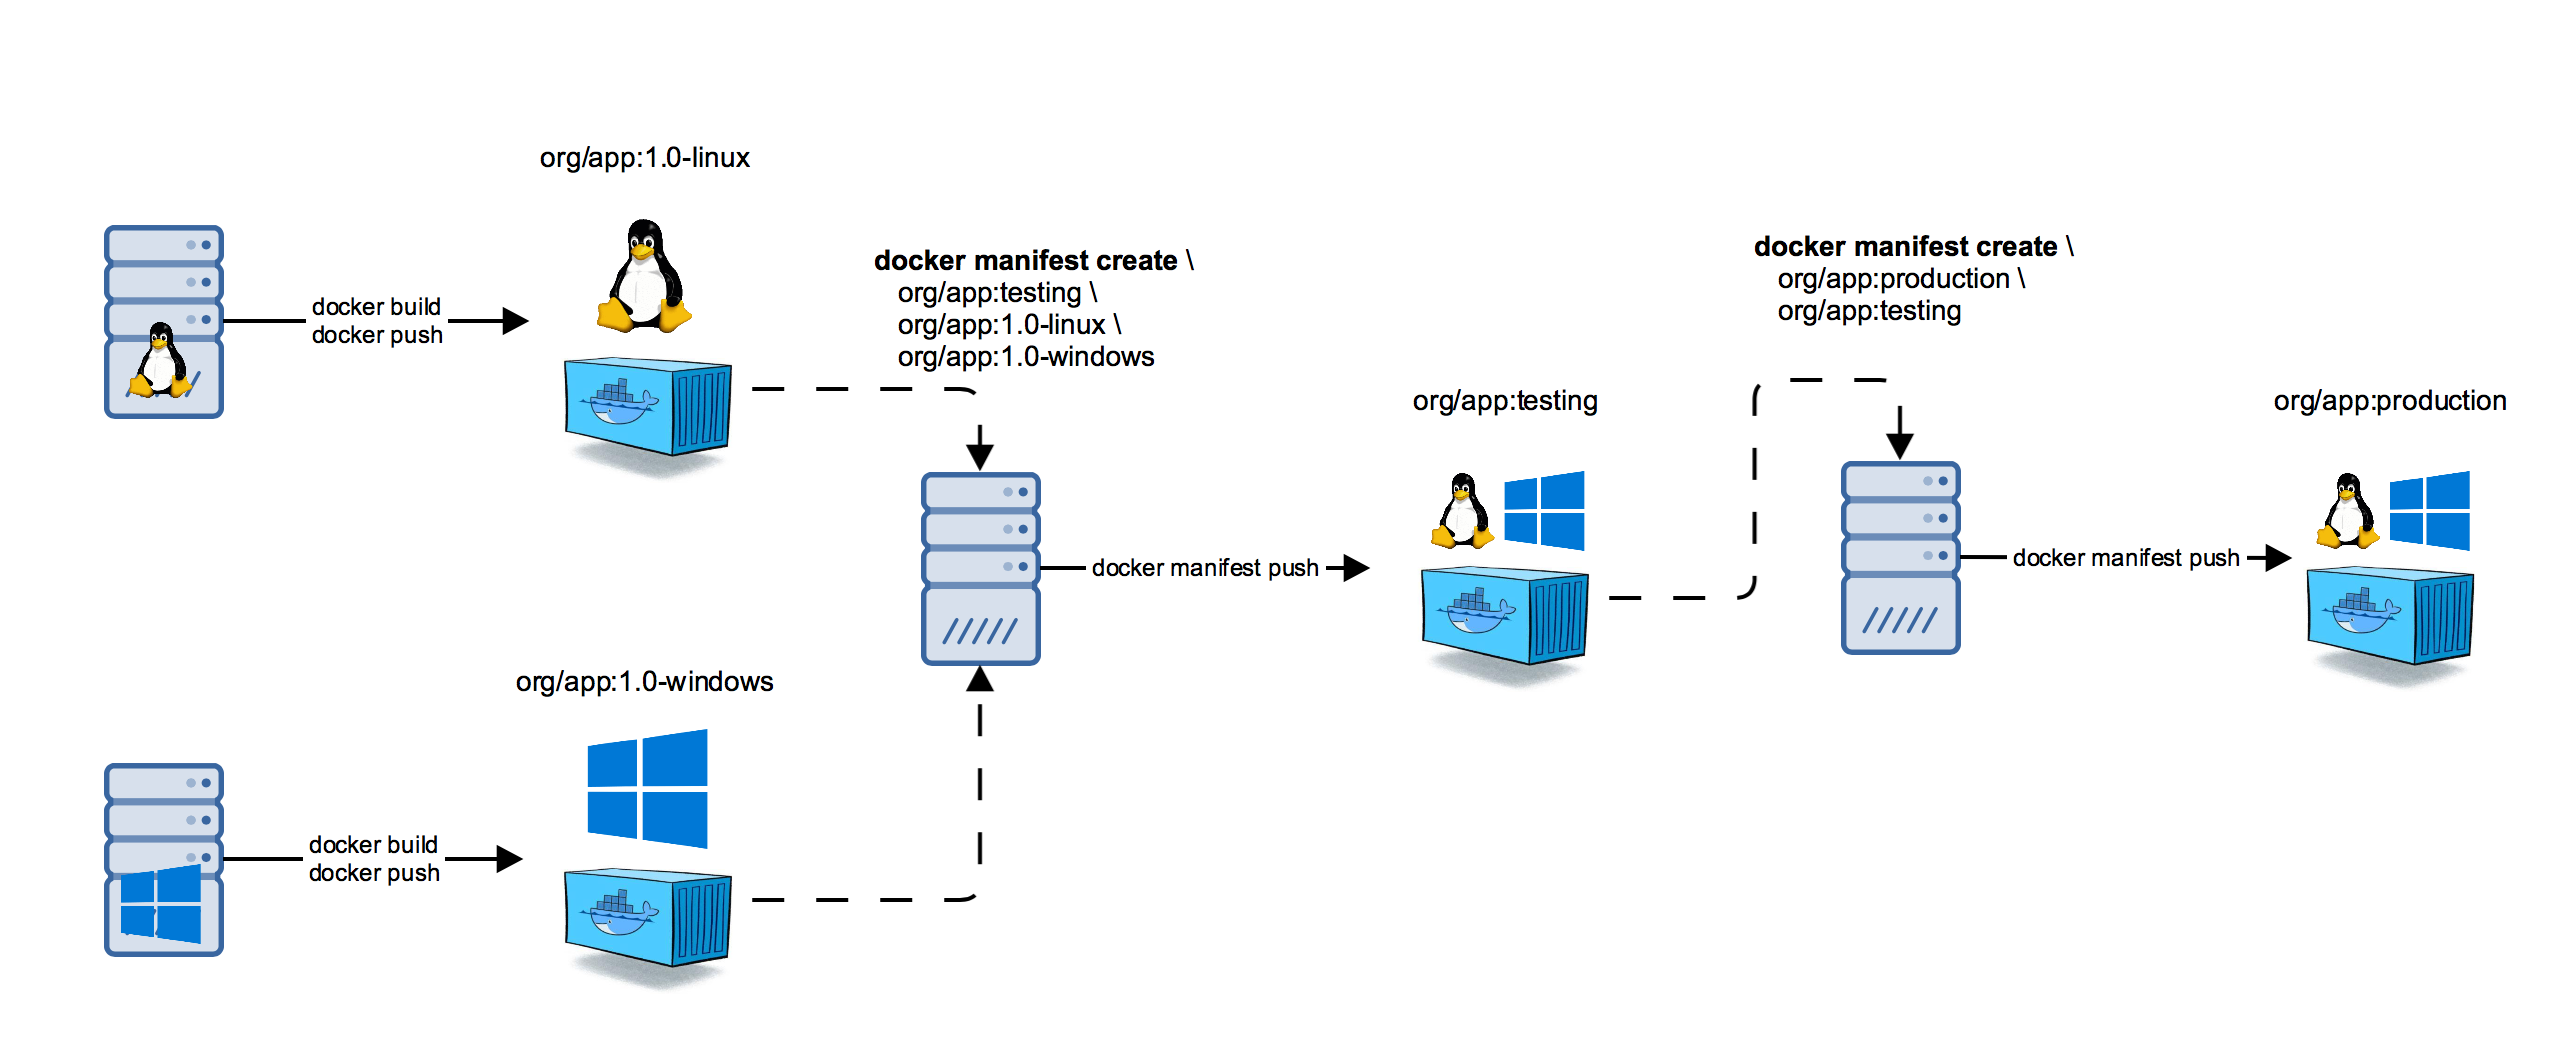 org/app:1.0-linux
docker build
docker push
docker manifest create \
org/app:testing \
org/app:1.0-linux \
org/app:1.0-windows
docker manifest create \
org/app:production \
org/app:testing
org/app:testing
org/app:production
docker manifest push
docker manifest push
org/app:1.0-windows
docker build
docker push